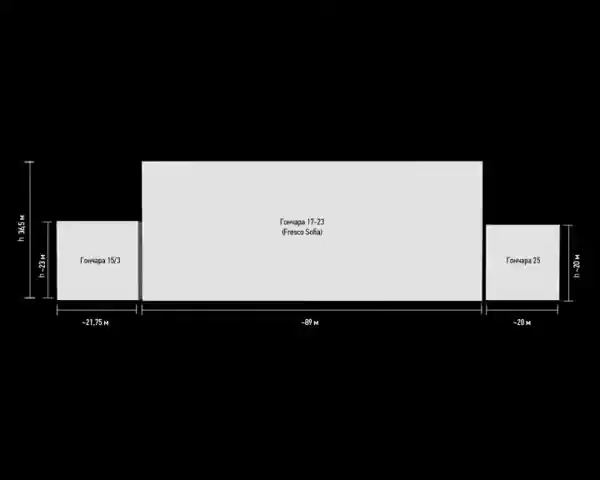 h 36,5 м
h ~23 м
Гончара 15/3
Гончара 17-23
(Fresco Sofia)
Гончара 25
h ~20 м
~21,75 м
~89 м
~20 м